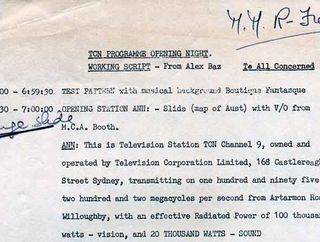 M. M. R-
TCN PROGRAMME OPENING NIGHT.
WORKING SCRIPT - From Alex Baz To All Concerned
00 - 6:59:30 TEST PATTERN with musical background Boutique Fantasque
30 - 7:00:00 OPENING STATION ANN: - Slide (map of Aust) with V/O from
slide M.C.A. Booth.
ANN: This is Television Station TCN Channel 9, owned and
operated by Television Corporation Limited, 168 Castlereag
Street Sydney, transmitting on one hundred and ninety five
two hundred and two megacycles per second from Artarmon Roa
Willoughby, with an effective Radiated Power of 100 thousan
watts - vision, and 20 THOUSAND WATTS - SOUND